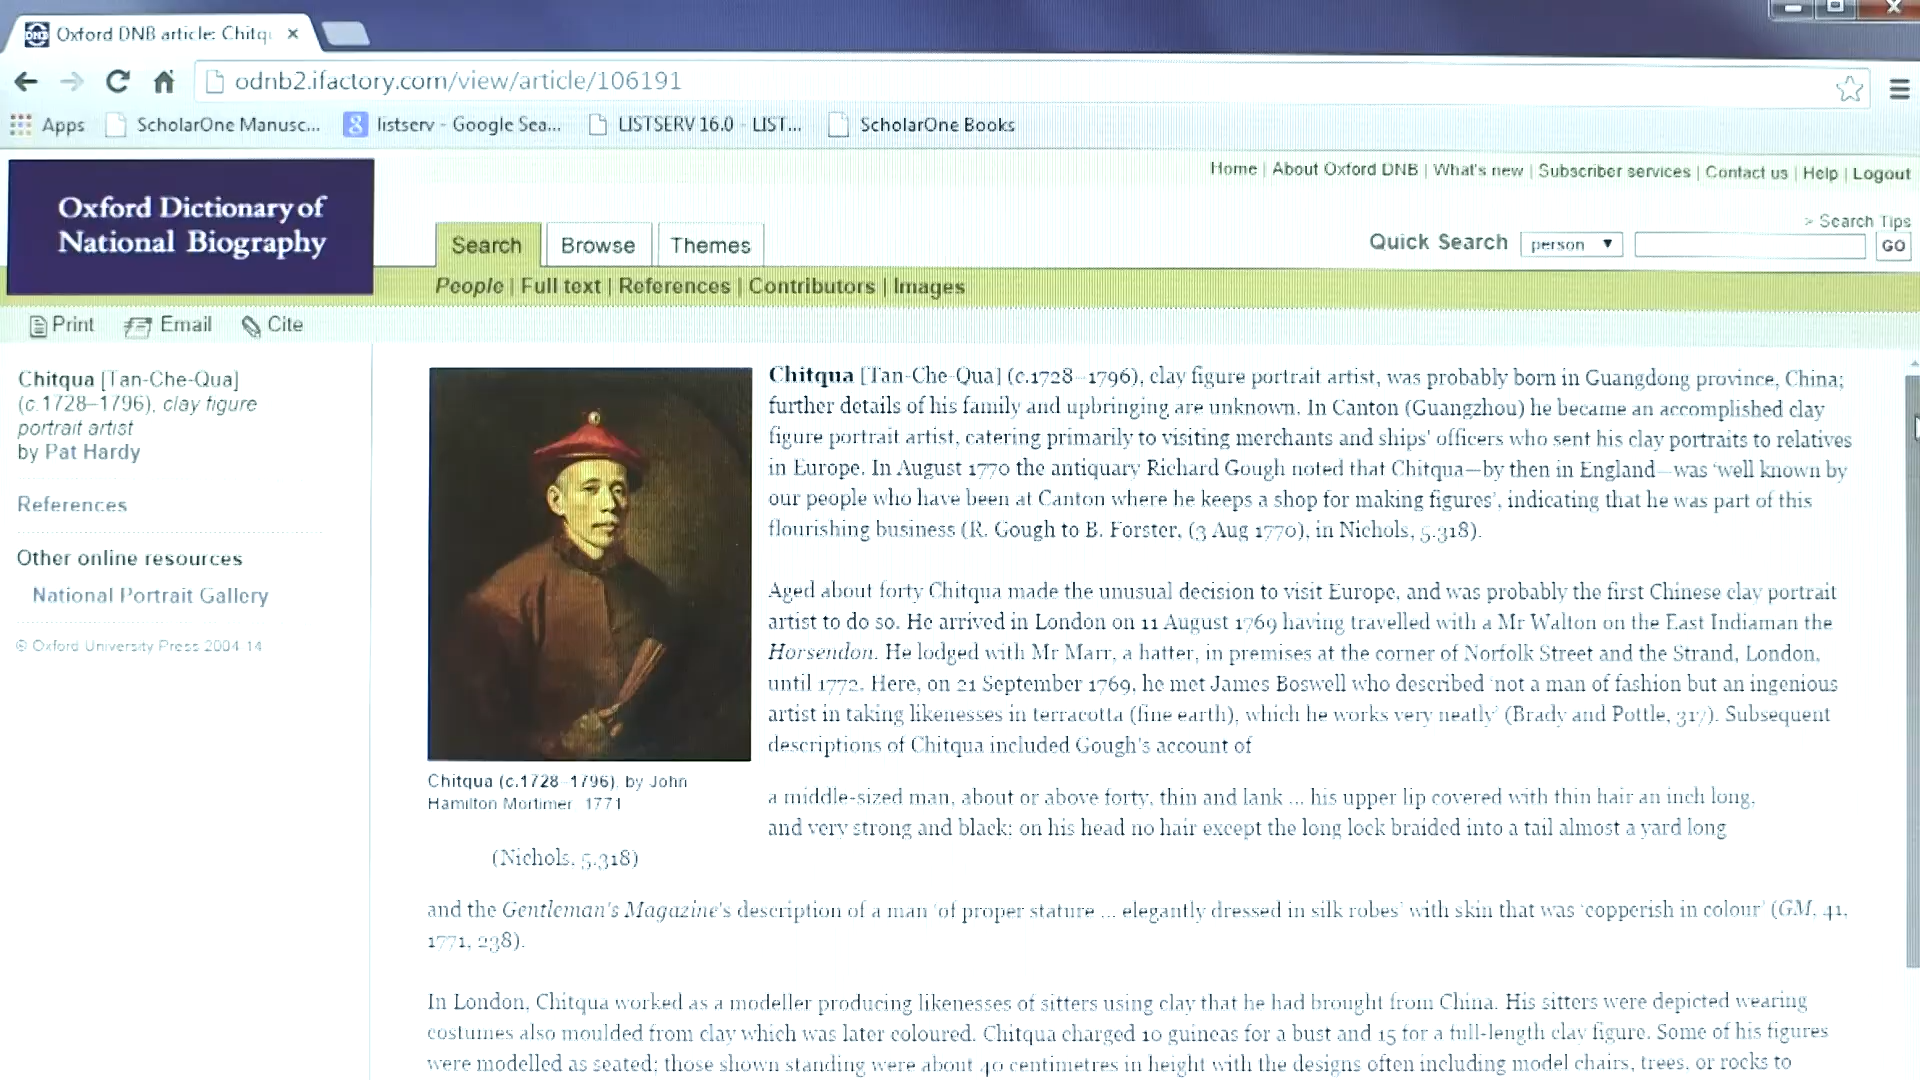 Oxford DNB article: Chitqu
odnb2.ifactory.com/view/article/106191
Apps
ScholarOne Manusc...
listserv - Google Sea...
LISTSERV 16.0 - LIST...
ScholarOne Books
Oxford Dictionary of
National Biography
Home | About Oxford DNB | What's new | Subscriber services | Contact us | Help | Logout
> Search Tips
Search
Browse
Themes
Quick Search
person
GO
People | Full text | References | Contributors | Images
Print
Email
Cite
Chitqua [Tan-Che-Qua]
(c.1728–1796), clay figure
portrait artist
by Pat Hardy
References
Other online resources
National Portrait Gallery
© Oxford University Press 2004-14
Chitqua (c.1728–1796), by John
Hamilton Mortimer, 1771
Chitqua [Tan-Che-Qua] (c.1728–1796), clay figure portrait artist, was probably born in Guangdong province, China;
further details of his family and upbringing are unknown. In Canton (Guangzhou) he became an accomplished clay
figure portrait artist, catering primarily to visiting merchants and ships' officers who sent his clay portraits to relatives
in Europe. In August 1770 the antiquary Richard Gough noted that Chitqua—by then in England—was 'well known by
our people who have been at Canton where he keeps a shop for making figures', indicating that he was part of this
flourishing business (R. Gough to B. Forster, (3 Aug 1770), in Nichols, 5.318).
Aged about forty Chitqua made the unusual decision to visit Europe, and was probably the first Chinese clay portrait
artist to do so. He arrived in London on 11 August 1769 having travelled with a Mr Walton on the East Indiaman the
Horsendon. He lodged with Mr Marr, a hatter, in premises at the corner of Norfolk Street and the Strand, London,
until 1772. Here, on 21 September 1769, he met James Boswell who described 'not a man of fashion but an ingenious
artist in taking likenesses in terracotta (fine earth), which he works very neatly' (Brady and Pottle, 317). Subsequent
descriptions of Chitqua included Gough's account of
a middle-sized man, about or above forty, thin and lank ... his upper lip covered with thin hair an inch long,
and very strong and black; on his head no hair except the long lock braided into a tail almost a yard long
(Nichols, 5.318)
and the Gentleman's Magazine's description of a man 'of proper stature ... elegantly dressed in silk robes' with skin that was 'copperish in colour' (GM, 41,
1771, 238).
In London, Chitqua worked as a modeller producing likenesses of sitters using clay that he had brought from China. His sitters were depicted wearing
costumes also moulded from clay which was later coloured. Chitqua charged 10 guineas for a bust and 15 for a full-length clay figure. Some of his figures
were modelled as seated; those shown standing were about 40 centimetres in height with the designs often including model chairs, trees, or rocks to